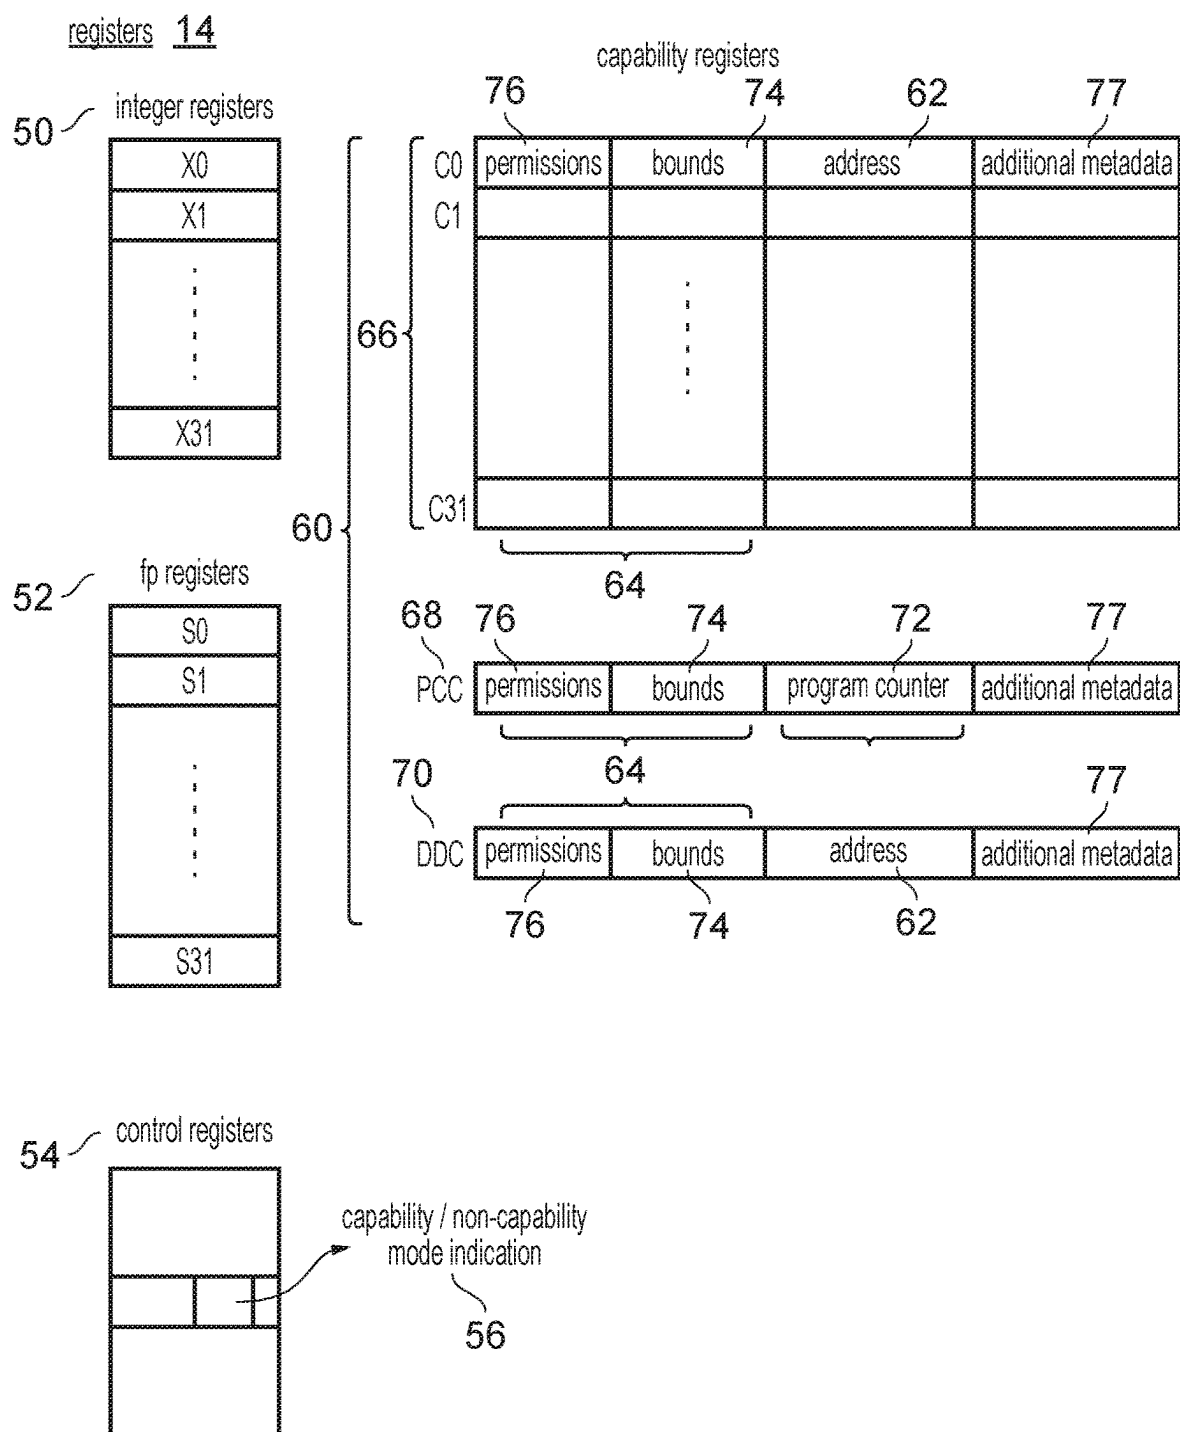 registers 14
integer registers
50
X0
X1
X31
fp registers
52
S0
S1
S31
control registers
54
capability / non-capability
mode indication
56
capability registers
76 74 62 77
C0 permissions bounds address additional metadata
C1
66
C31
60
64
68 76 74 72 77
PCC permissions bounds program counter additional metadata
64
70 77
DDC permissions bounds address additional metadata
76 74 62